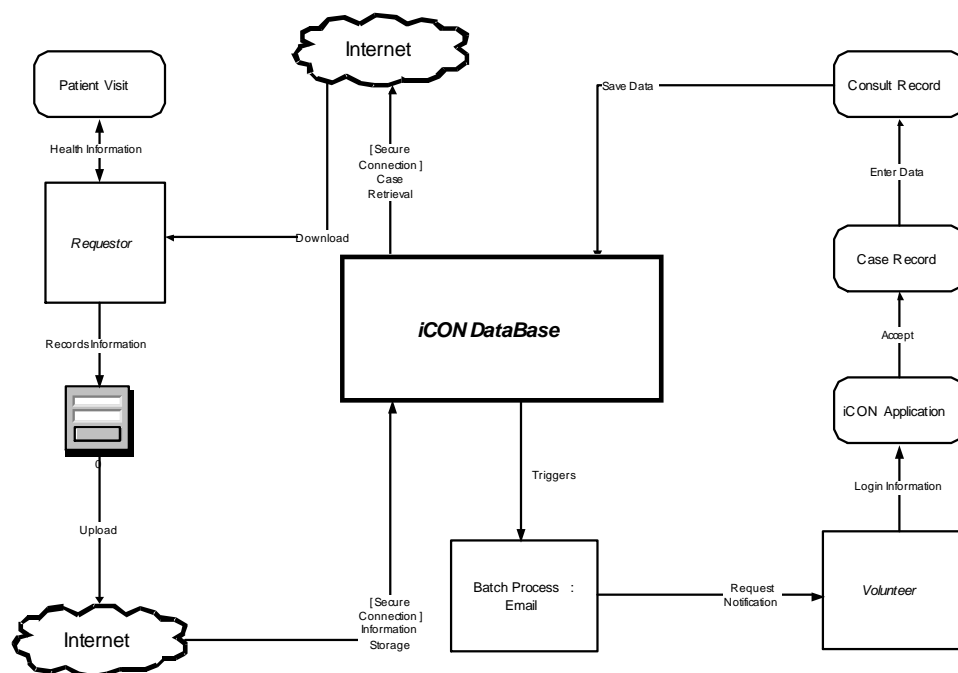 Internet
Patient Visit
Consult Record
Save Data
Health Information
[Secure
Connection ]
Case
Retrieval
Enter Data
Requestor
Download
Case Record
iCON DataBase
Records Information
Accept
iCON Application
0
Triggers
Login Information
Upload
Batch Process :
Email
Request
Notification
Volunteer
[Secure
Connection ]
Information
Storage
Internet